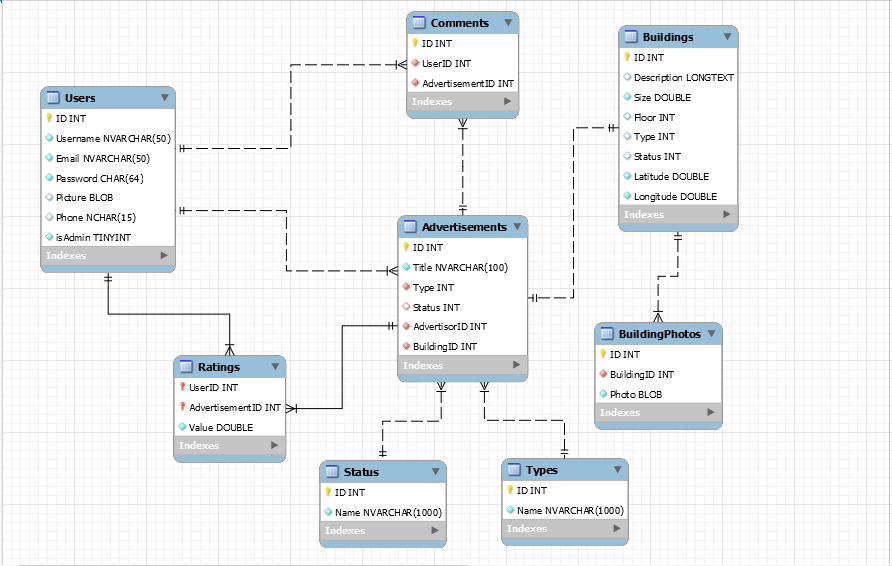 Comments
ID INT
UserID INT
AdvertisementID INT
Indexes
Buildings
ID INT
Description LONGTEXT
Size DOUBLE
Floor INT
Type INT
Status INT
Latitude DOUBLE
Longitude DOUBLE
Indexes
Users
ID INT
Username NVARCHAR(50)
Email NVARCHAR(50)
Password CHAR(64)
Picture BLOB
Phone NCHAR(15)
isAdmin TINYINT
Indexes
Advertisements
ID INT
Title NVARCHAR(100)
Type INT
Status INT
AdvertisorID INT
BuildingID INT
Indexes
BuildingPhotos
ID INT
BuildingID INT
Photo BLOB
Indexes
Ratings
UserID INT
AdvertisementID INT
Value DOUBLE
Indexes
Status
ID INT
Name NVARCHAR(1000)
Indexes
Types
ID INT
Name NVARCHAR(1000)
Indexes